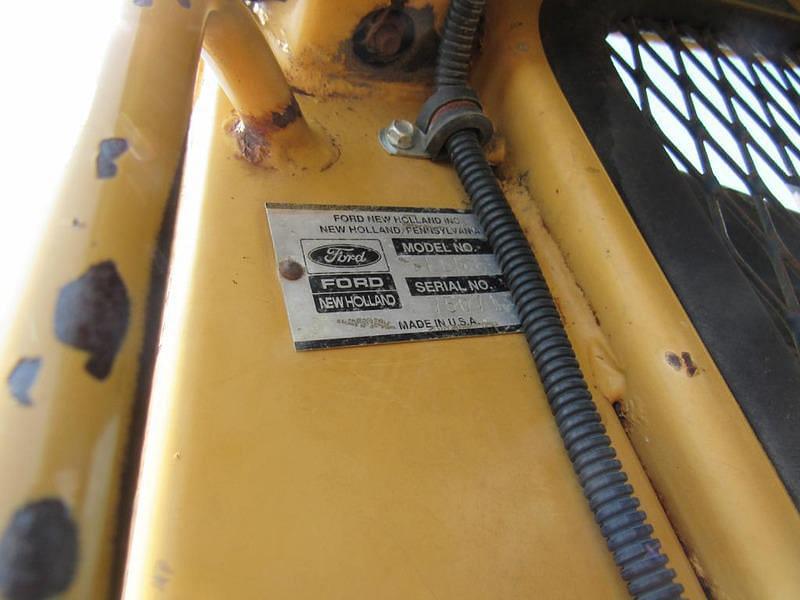 FORD NEW HOLLAND INC.
NEW HOLLAND, PENNSYLVANIA
MODEL NO.
Ford
FORD
NEW HOLLAND
SERIAL NO.
MADE IN U.S.A.